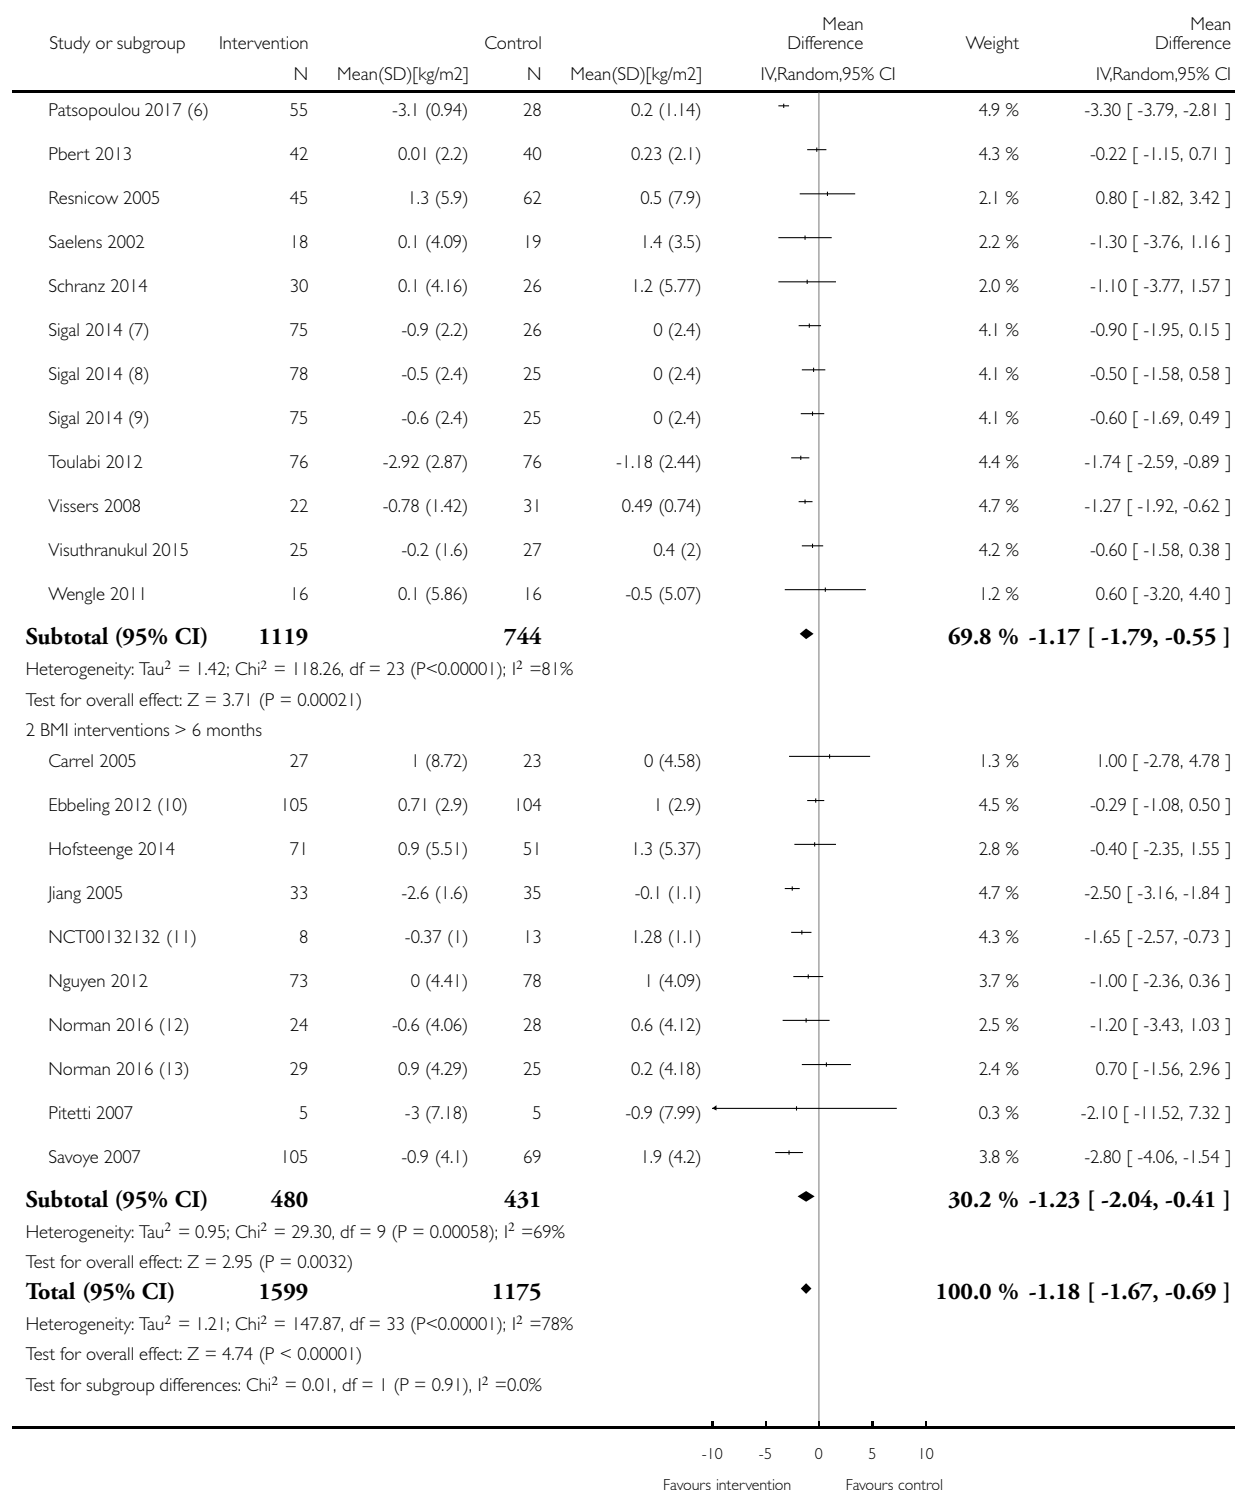 Mean Mean
Study or subgroup Intervention Control Difference Weight Difference
N Mean(SD)[kg/m2] N Mean(SD)[kg/m2] IV,Random,95% CI IV,Random,95% CI
Patsopoulou 2017 (6) 55 -3.1 (0.94) 28 0.2 (1.14) 4.9 % -3.30 [ -3.79, -2.81 ]
Pbert 2013 42 0.01 (2.2) 40 0.23 (2.1) 4.3 % -0.22 [ -1.15, 0.71 ]
Resnicow 2005 45 1.3 (5.9) 62 0.5 (7.9) 2.1 % 0.80 [ -1.82, 3.42 ]
Saelens 2002 18 0.1 (4.09) 19 1.4 (3.5) 2.2 % -1.30 [ -3.76, 1.16 ]
Schranz 2014 30 0.1 (4.16) 26 1.2 (5.77) 2.0 % -1.10 [ -3.77, 1.57 ]
Sigal 2014 (7) 75 -0.9 (2.2) 26 0 (2.4) 4.1 % -0.90 [ -1.95, 0.15 ]
Sigal 2014 (8) 78 -0.5 (2.4) 25 0 (2.4) 4.1 % -0.50 [ -1.58, 0.58 ]
Sigal 2014 (9) 75 -0.6 (2.4) 25 0 (2.4) 4.1 % -0.60 [ -1.69, 0.49 ]
Toulabi 2012 76 -2.92 (2.87) 76 -1.18 (2.44) 4.4 % -1.74 [ -2.59, -0.89 ]
Vissers 2008 22 -0.78 (1.42) 31 0.49 (0.74) 4.7 % -1.27 [ -1.92, -0.62 ]
Visuthranukul 2015 25 -0.2 (1.6) 27 0.4 (2) 4.2 % -0.60 [ -1.58, 0.38 ]
Wengle 2011 16 0.1 (5.86) 16 -0.5 (5.07) 1.2 % 0.60 [ -3.20, 4.40 ]
Subtotal (95% CI) 1119 744 69.8 % -1.17 [ -1.79, -0.55 ]
Heterogeneity: Tau² = 1.42; Chi² = 118.26, df = 23 (P<0.00001); I² =81%
Test for overall effect: Z = 3.71 (P = 0.00021)
2 BMI interventions > 6 months
Carrel 2005 27 1 (8.72) 23 0 (4.58) 1.3 % 1.00 [ -2.78, 4.78 ]
Ebbeling 2012 (10) 105 0.71 (2.9) 104 1 (2.9) 4.5 % -0.29 [ -1.08, 0.50 ]
Hofsteenge 2014 71 0.9 (5.51) 51 1.3 (5.37) 2.8 % -0.40 [ -2.35, 1.55 ]
Jiang 2005 33 -2.6 (1.6) 35 -0.1 (1.1) 4.7 % -2.50 [ -3.16, -1.84 ]
NCT00132132 (11) 8 -0.37 (1) 13 1.28 (1.1) 4.3 % -1.65 [ -2.57, -0.73 ]
Nguyen 2012 73 0 (4.41) 78 1 (4.09) 3.7 % -1.00 [ -2.36, 0.36 ]
Norman 2016 (12) 24 -0.6 (4.06) 28 0.6 (4.12) 2.5 % -1.20 [ -3.43, 1.03 ]
Norman 2016 (13) 29 0.9 (4.29) 25 0.2 (4.18) 2.4 % 0.70 [ -1.56, 2.96 ]
Pitetti 2007 5 -3 (7.18) 5 -0.9 (7.99) 0.3 % -2.10 [ -11.52, 7.32 ]
Savoye 2007 105 -0.9 (4.1) 69 1.9 (4.2) 3.8 % -2.80 [ -4.06, -1.54 ]
Subtotal (95% CI) 480 431 30.2 % -1.23 [ -2.04, -0.41 ]
Heterogeneity: Tau² = 0.95; Chi² = 29.30, df = 9 (P = 0.00058); I² =69%
Test for overall effect: Z = 2.95 (P = 0.0032)
Total (95% CI) 1599 1175 100.0 % -1.18 [ -1.67, -0.69 ]
Heterogeneity: Tau² = 1.21; Chi² = 147.87, df = 33 (P<0.00001); I² =78%
Test for overall effect: Z = 4.74 (P < 0.00001)
Test for subgroup differences: Chi² = 0.01, df = 1 (P = 0.91), I² =0.0%
-10 -5 0 5 10
Favours intervention Favours control